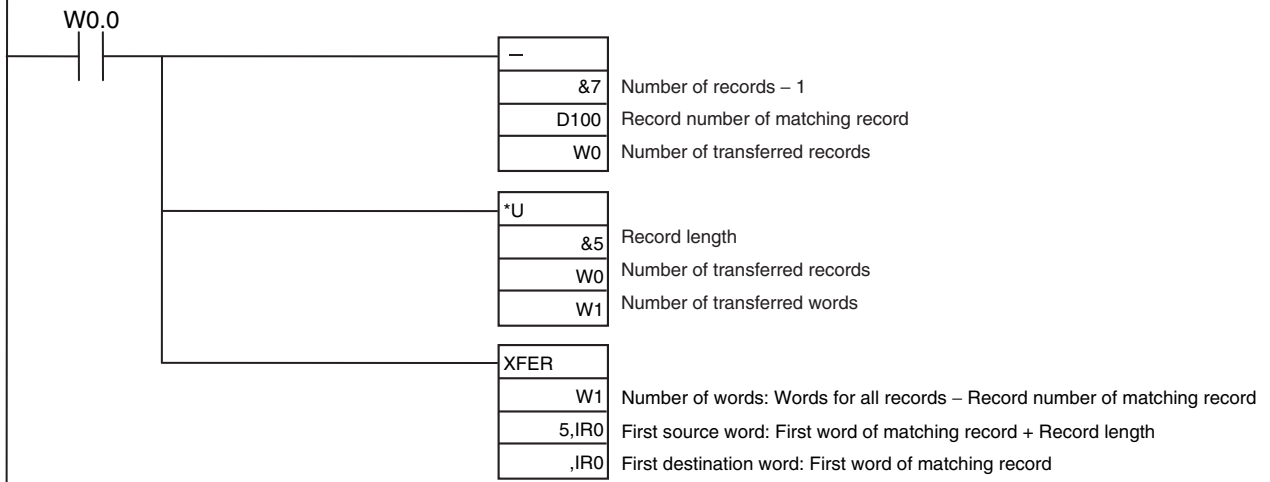 W0.0
–
&7 Number of records – 1
D100 Record number of matching record
W0 Number of transferred records
*U
&5 Record length
W0 Number of transferred records
W1 Number of transferred words
XFER
W1 Number of words: Words for all records – Record number of matching record
5,IR0 First source word: First word of matching record + Record length
,IR0 First destination word: First word of matching record